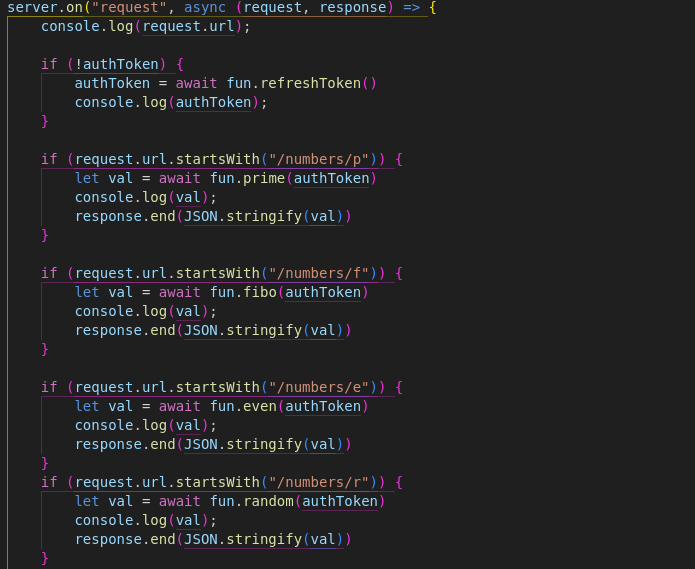 server.on("request", async (request, response) => {
    console.log(request.url);

    if (!authToken) {
        authToken = await fun.refreshToken()
        console.log(authToken);
    }

    if (request.url.startsWith("/numbers/p")) {
        let val = await fun.prime(authToken)
        console.log(val);
        response.end(JSON.stringify(val))
    }

    if (request.url.startsWith("/numbers/f")) {
        let val = await fun.fibo(authToken)
        console.log(val);
        response.end(JSON.stringify(val))
    }

    if (request.url.startsWith("/numbers/e")) {
        let val = await fun.even(authToken)
        console.log(val);
        response.end(JSON.stringify(val))
    }
    if (request.url.startsWith("/numbers/r")) {
        let val = await fun.random(authToken)
        console.log(val);
        response.end(JSON.stringify(val))
    }